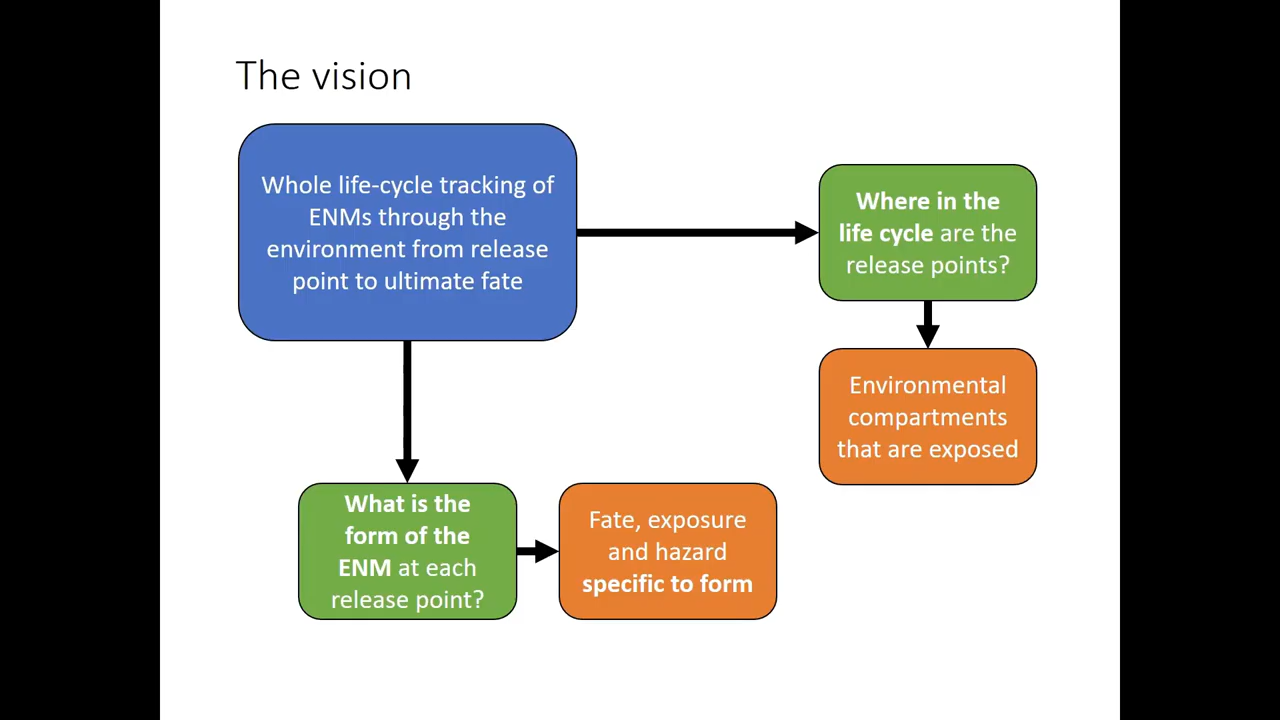 The vision
Whole life-cycle tracking of
ENMs through the
environment from release
point to ultimate fate
Where in the
life cycle are the
release points?
Environmental
compartments
that are exposed
What is the
form of the
ENM at each
release point?
Fate, exposure
and hazard
specific to form